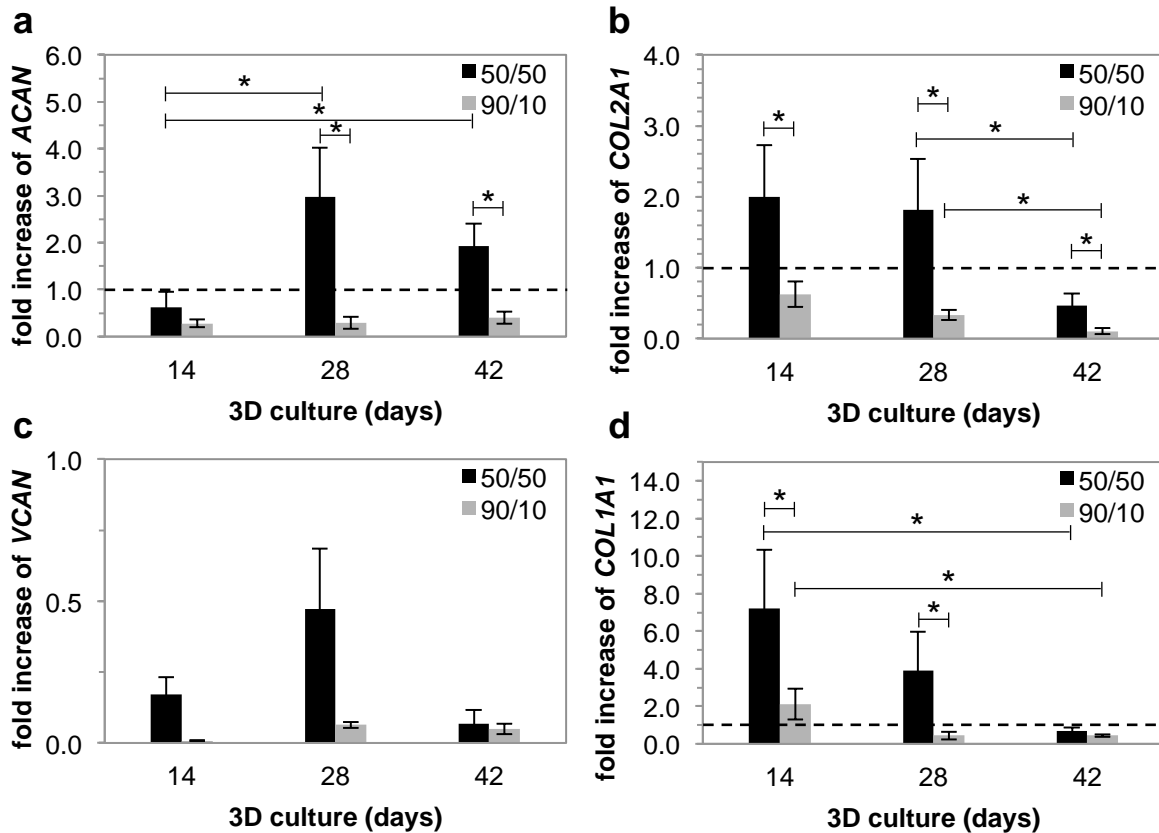 a
fold increase of ACAN
6.0
5.0
4.0
3.0
2.0
1.0
0.0
50/50
90/10
*
*
*
*
14 28 42
3D culture (days)
b
fold increase of COL2A1
4.0
3.0
2.0
1.0
0.0
50/50
90/10
*
*
*
*
*
14 28 42
3D culture (days)
c
fold increase of VCAN
1.0
0.5
0.0
50/50
90/10
14 28 42
3D culture (days)
d
fold increase of COL1A1
14.0
12.0
10.0
8.0
6.0
4.0
2.0
0.0
50/50
90/10
*
*
*
*
14 28 42
3D culture (days)